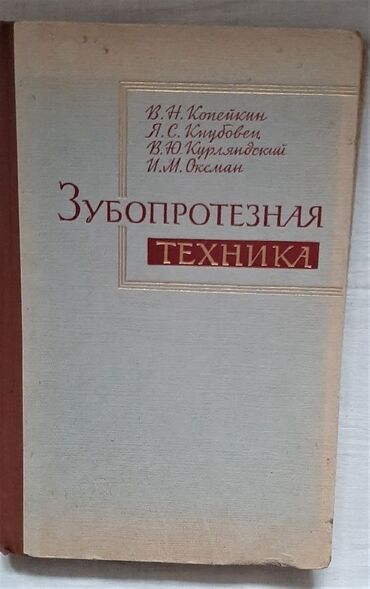 В. Н. Копейкин
Я. С. Кнубовец
В. Ю. Курляндский
И. М. Оксман
Зубопротезная
техника